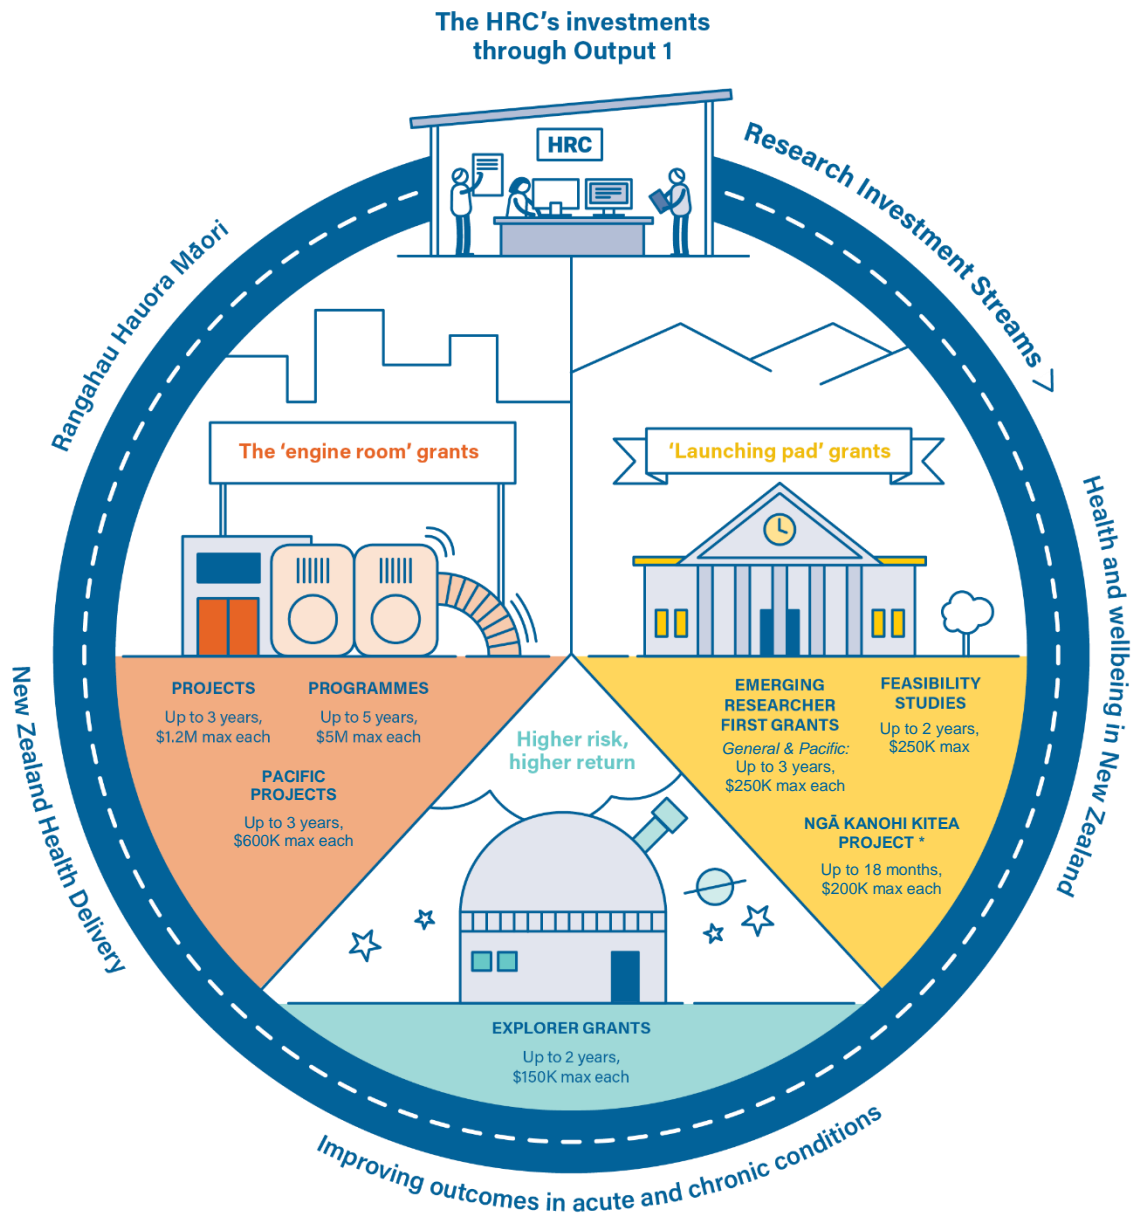 The HRC's investments
through Output 1
HRC
Research Investment Streams >
Rangahau Hauora Māori
Health and wellbeing in New Zealand
New Zealand Health Delivery
Improving outcomes in acute and chronic conditions
The 'engine room' grants
'Launching pad' grants
PROJECTS
Up to 3 years,
$1.2M max each
PROGRAMMES
Up to 5 years,
$5M max each
PACIFIC
PROJECTS
Up to 3 years,
$600K max each
Higher risk,
higher return
EMERGING
RESEARCHER
FIRST GRANTS
General & Pacific:
Up to 3 years,
$250K max each
FEASIBILITY
STUDIES
Up to 2 years,
$250K max
NGĀ KANOHI KITEA
PROJECT *
Up to 18 months,
$200K max each
EXPLORER GRANTS
Up to 2 years,
$150K max each